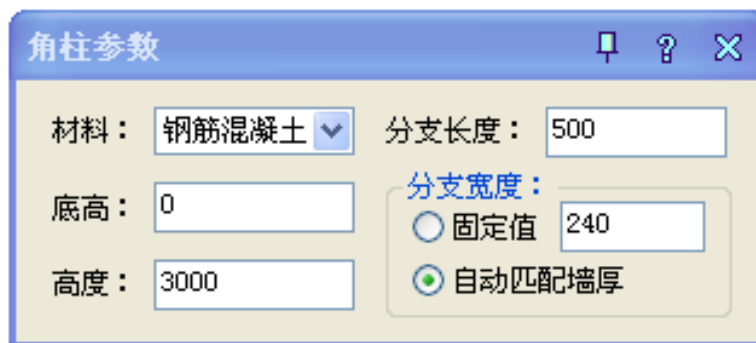 角柱参数
材料： 钢筋混凝土 分支长度： 500
底高： 0 分支宽度：
固定值 240
高度： 3000 自动匹配墙厚